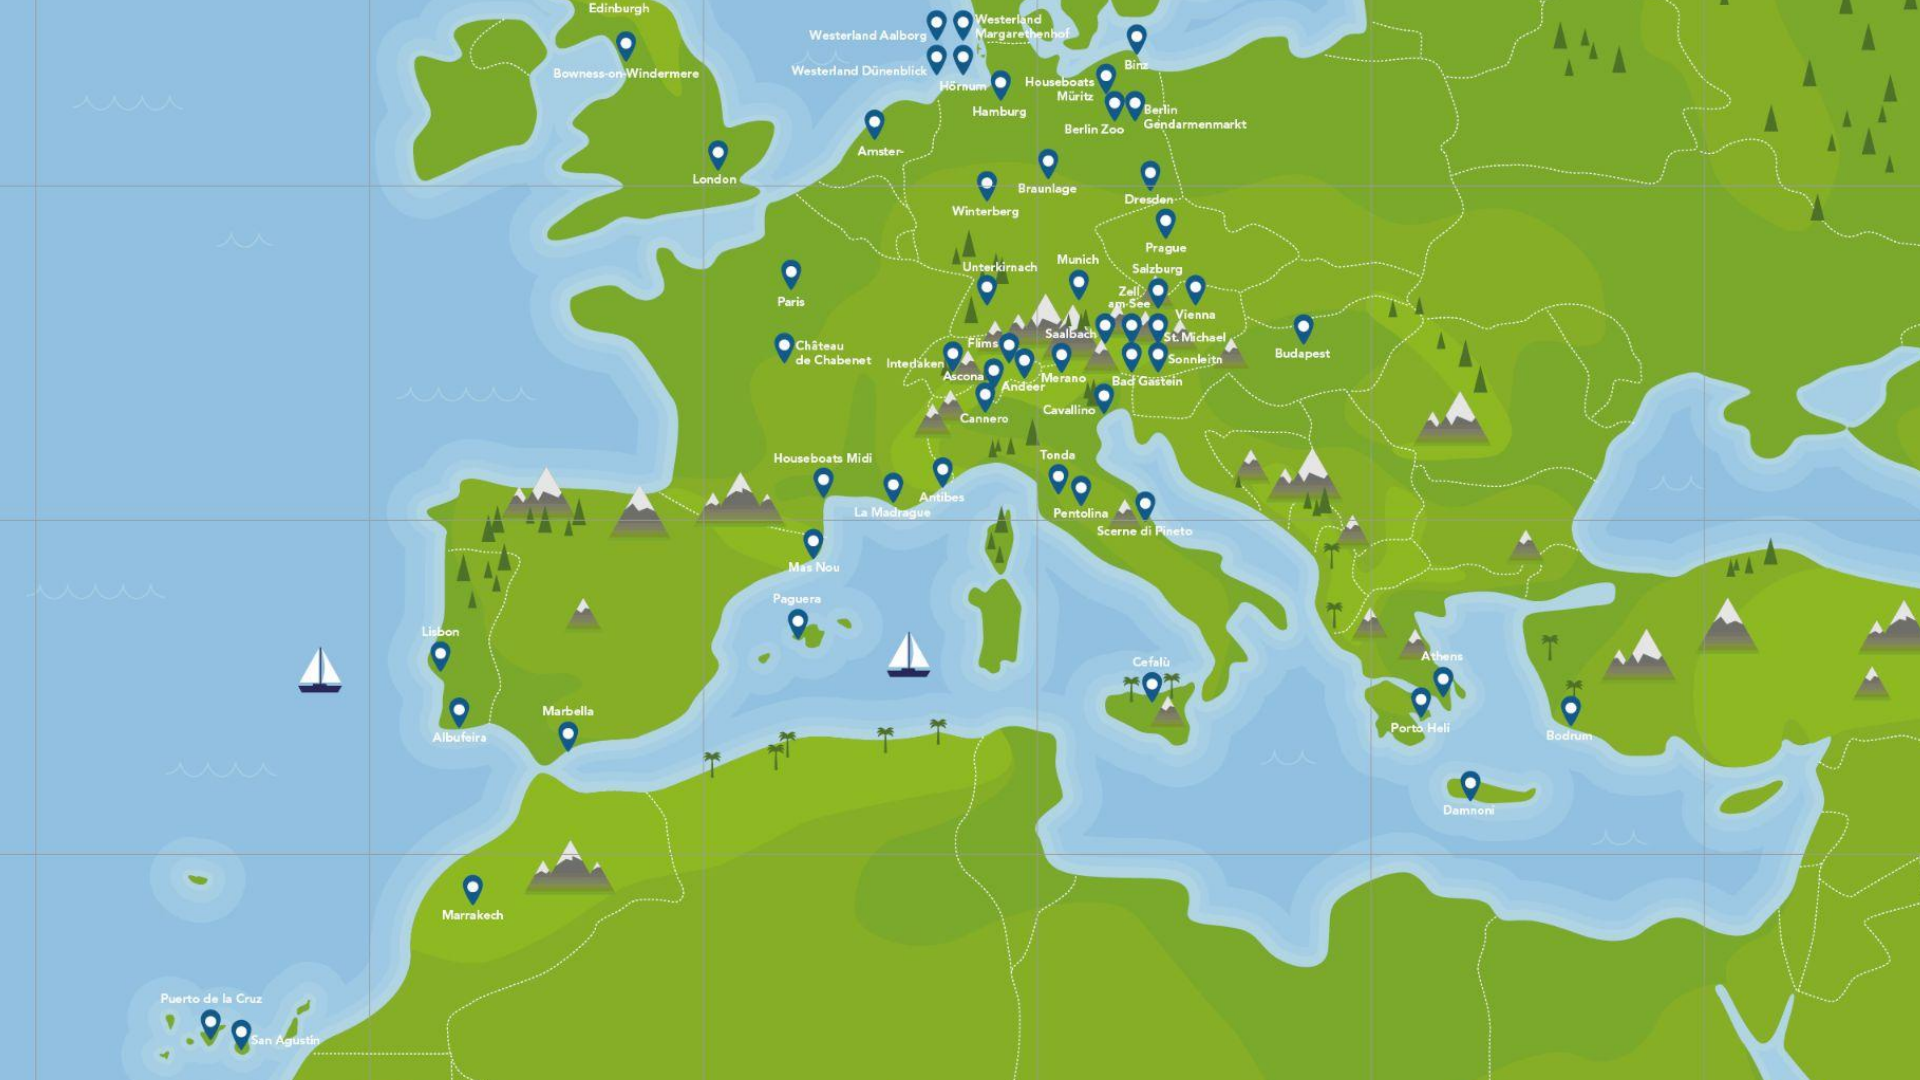 Edinburgh
Bowness-on-Windermere
Westerland Aalborg
Westerland
Margarethenhof
Westerland Dünenblick
Hörnum
Hamburg
Binz
Houseboats
Müritz
Berlin Zoo
Berlin
Gendarmenmarkt
Amster-
London
Braunlage
Winterberg
Dresden
Prague
Paris
Unterkirnach
Munich
Salzburg
Zell
am-See
Vienna
Château
de Chabenet
Saalbach
St. Michael
Flims
Interlaken
Sonnleitn
Budapest
Ascona
Andeer
Merano
Bad Gastein
Cannero
Cavallino
Houseboats Midi
Tonda
Antibes
La Madrague
Pentolina
Scerne di Pineto
Mas Nou
Paguera
Lisbon
Albufeira
Marbella
Cefalù
Athens
Porto Heli
Bodrum
Damnoni
Marrakech
Puerto de la Cruz
San Agustin